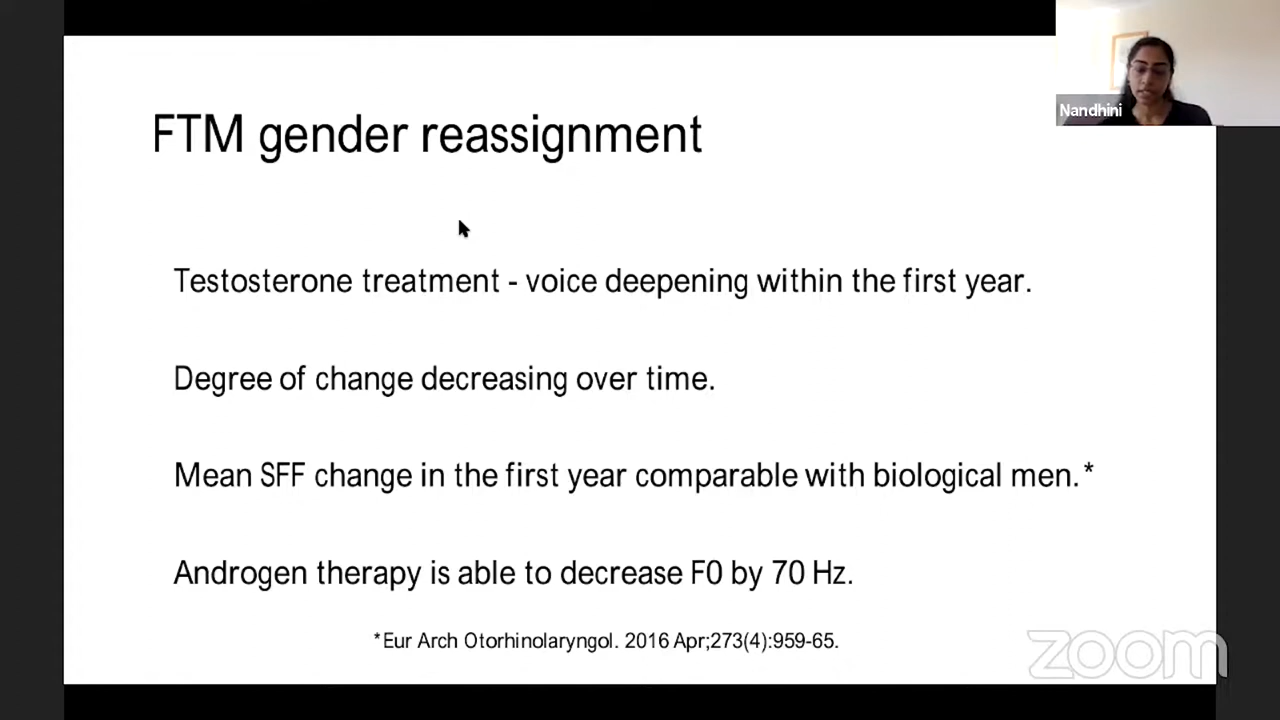 FTM gender reassignment
Nandhini
Testosterone treatment - voice deepening within the first year.
Degree of change decreasing over time.
Mean SFF change in the first year comparable with biological men.*
Androgen therapy is able to decrease F0 by 70 Hz.
*Eur Arch Otorhinolaryngol. 2016 Apr;273(4):959-65.
zoom